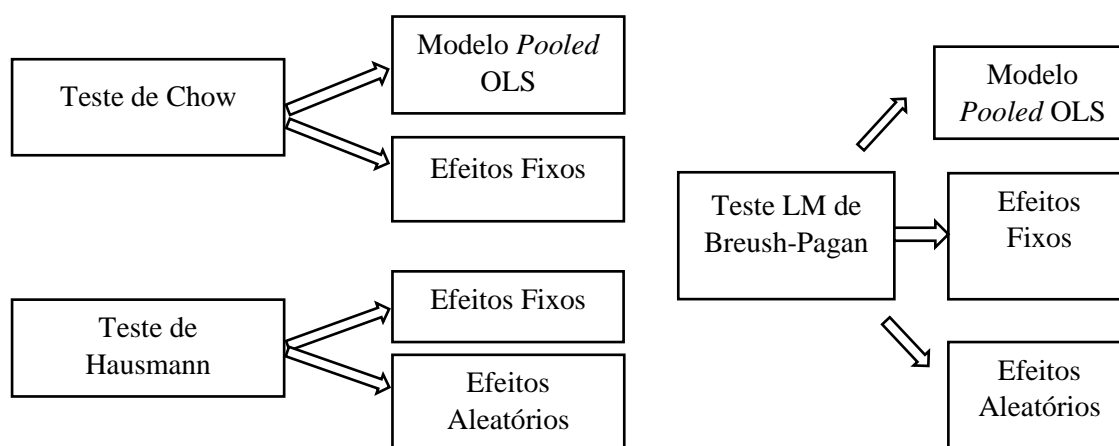 Teste de Chow
Modelo Pooled
OLS
Efeitos Fixos
Teste de
Hausmann
Efeitos Fixos
Efeitos
Aleatórios
Teste LM de
Breush-Pagan
Modelo
Pooled OLS
Efeitos
Fixos
Efeitos
Aleatórios